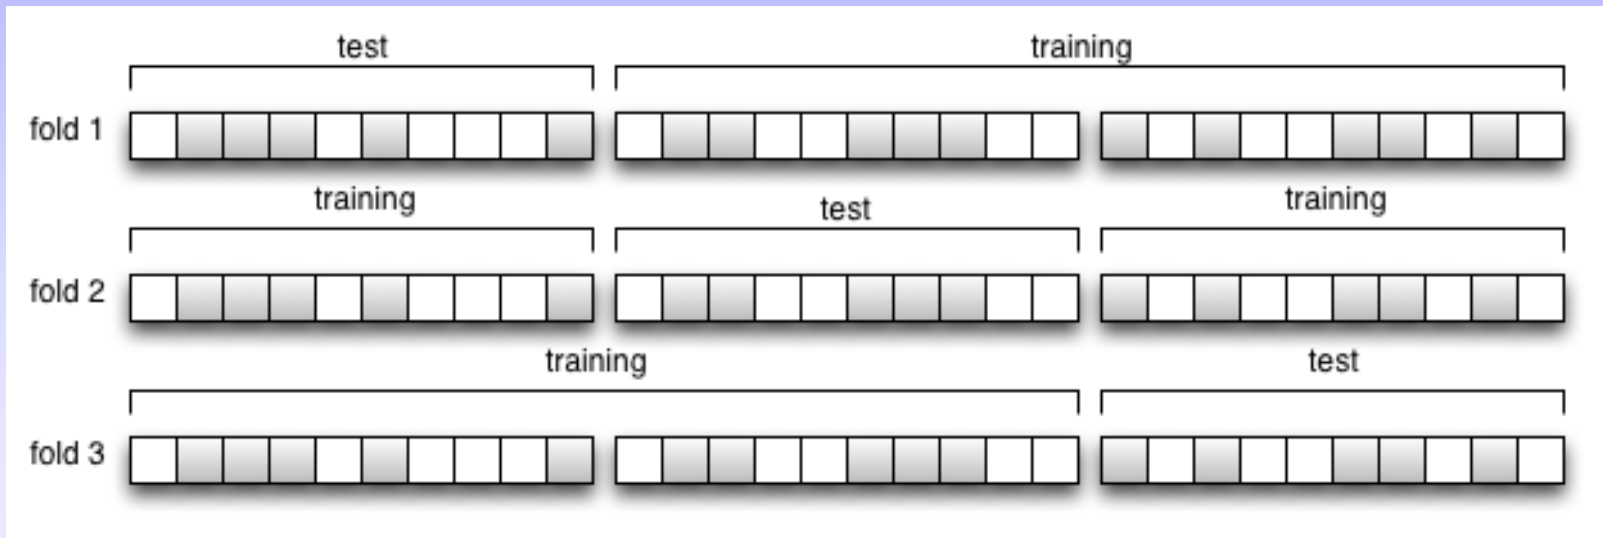 test training
fold 1
training test training
fold 2
training test
fold 3